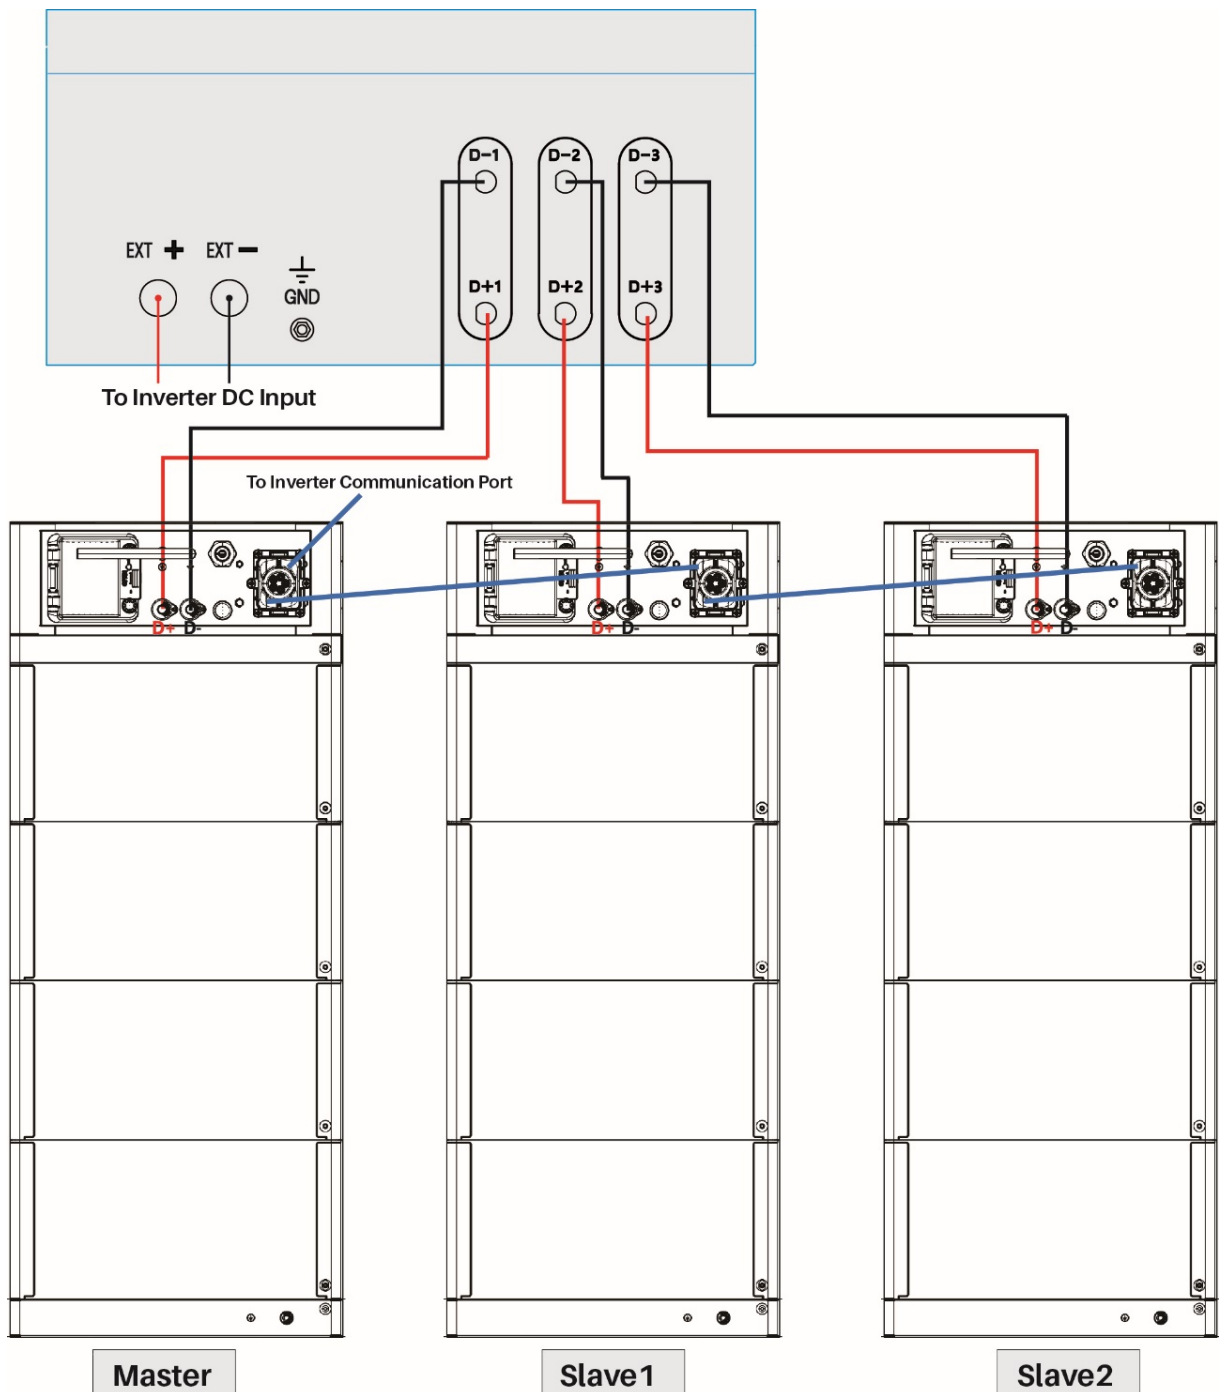 D−1 D−2 D−3
EXT + EXT −
GND
D+1 D+2 D+3
To Inverter DC Input
To Inverter Communication Port
D+ D- D+ D- D+ D-
Master Slave1 Slave2